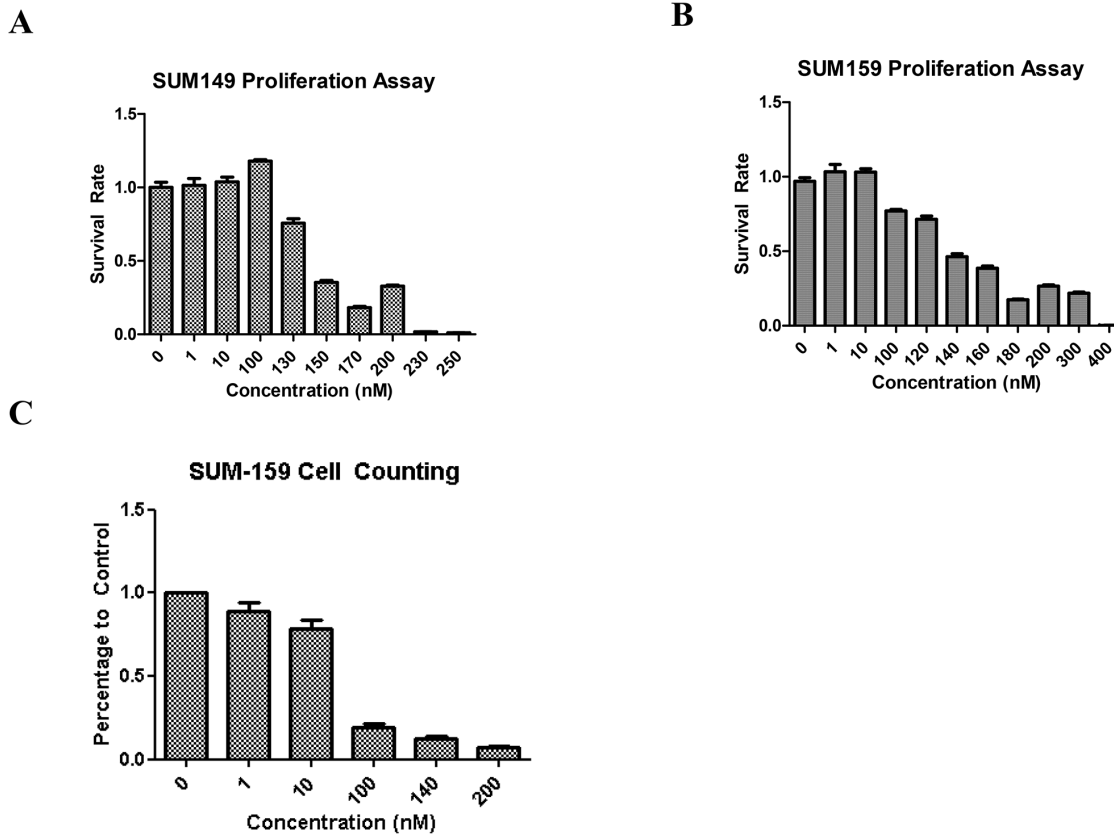 A
SUM149 Proliferation Assay
1.5
1.0
0.5
0.0
Survival Rate
0 1 10 100 130 150 170 200 230 250
Concentration (nM)
B
SUM159 Proliferation Assay
1.5
1.0
0.5
0.0
Survival Rate
0 1 10 100 120 140 160 180 200 300 400
Concentration (nM)
C
SUM-159 Cell Counting
1.5
1.0
0.5
0.0
Percentage to Control
0 1 10 100 140 200
Concentration (nM)